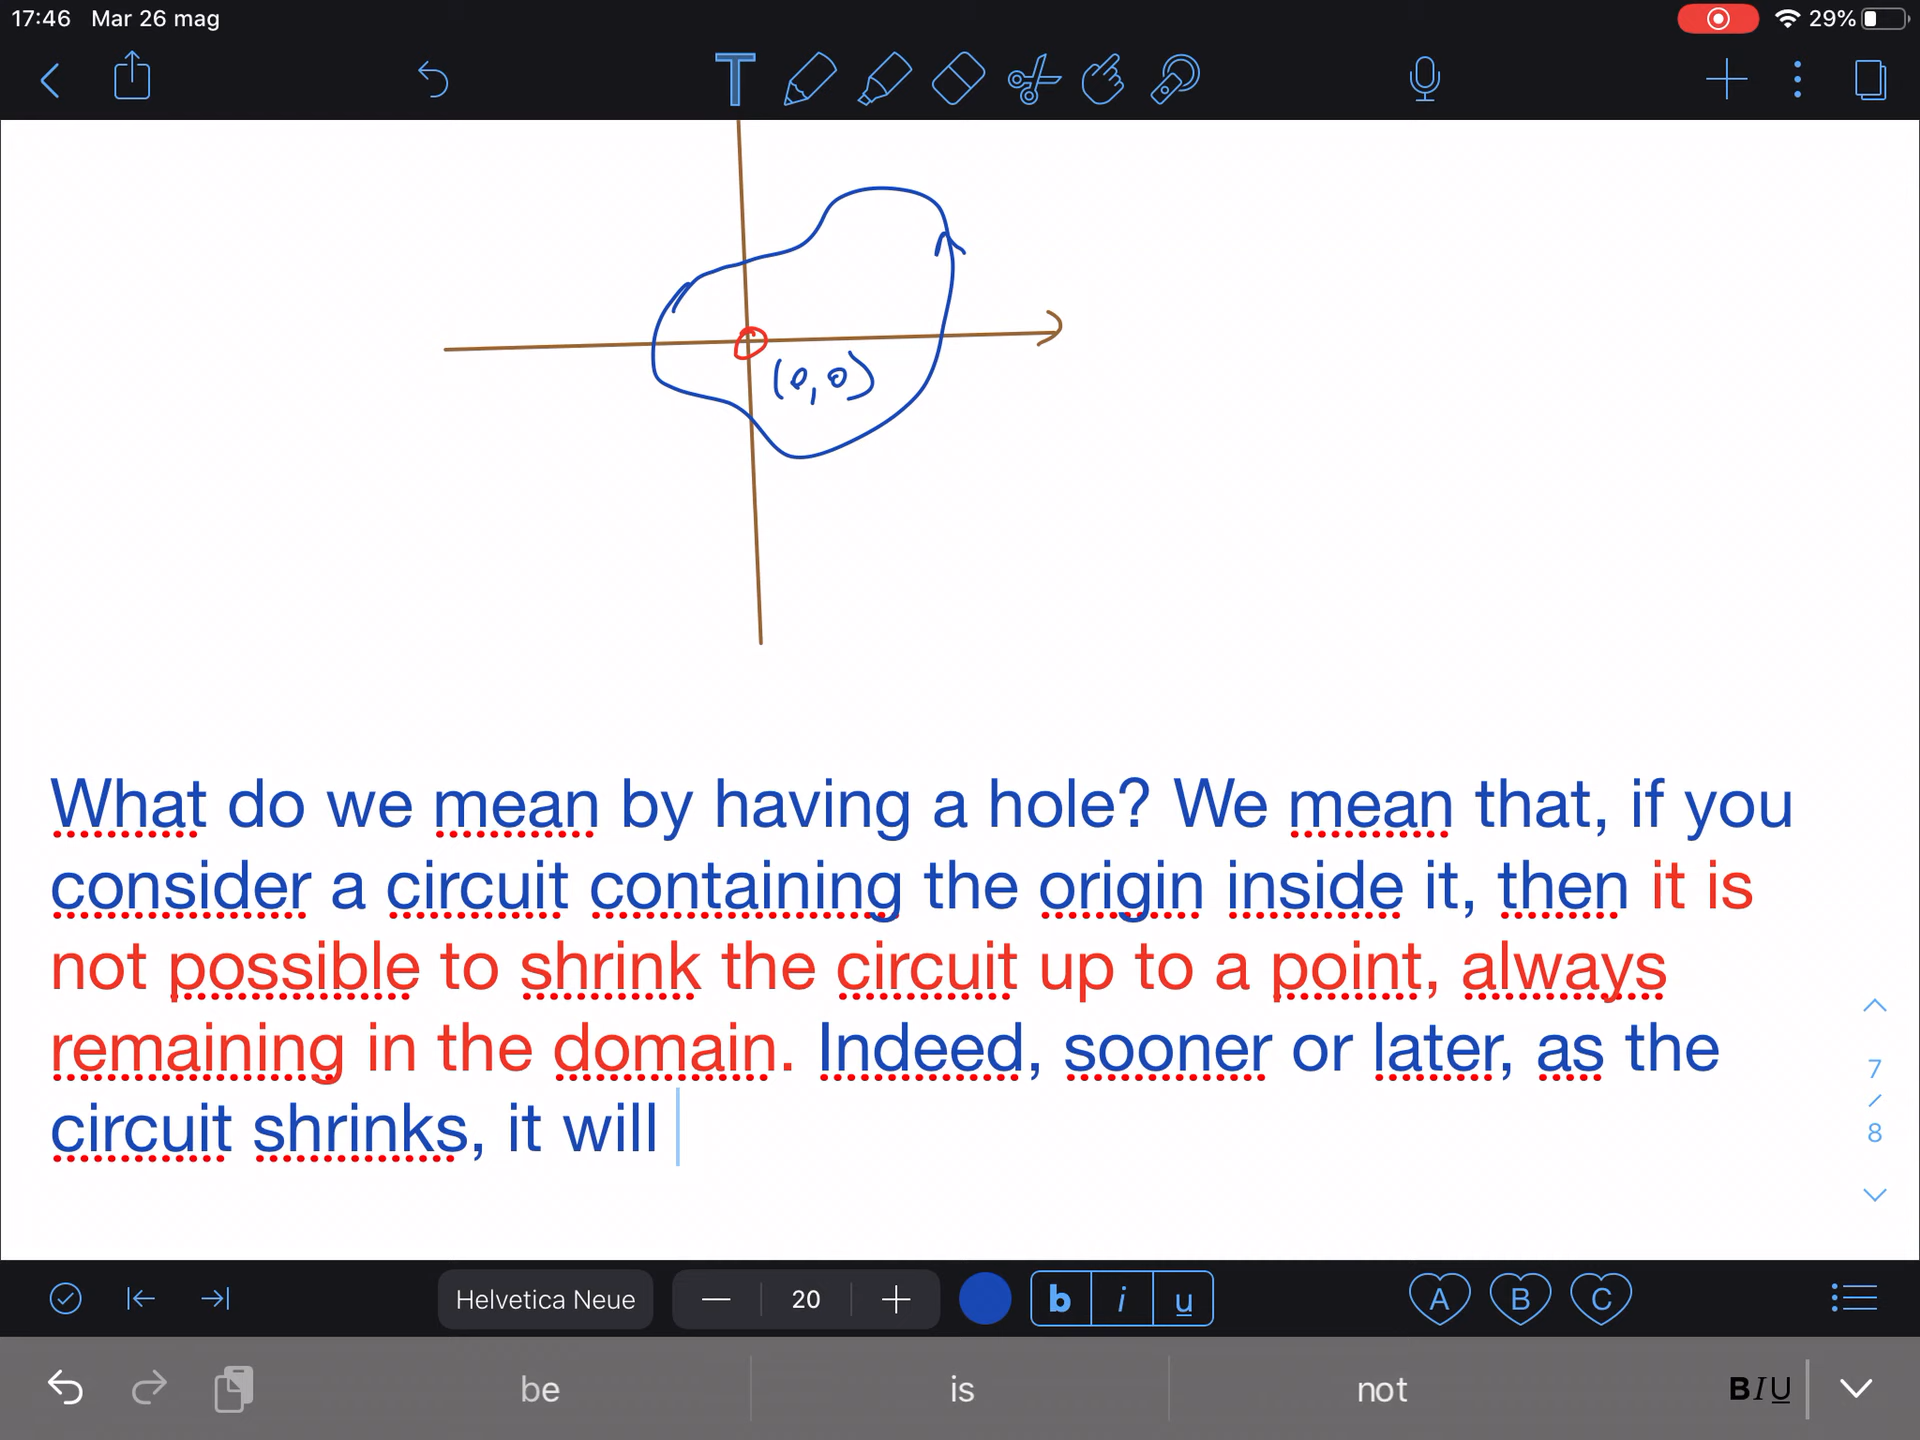 17:46 Mar 26 mag 29%
T
(0,0)
What do we mean by having a hole? We mean that, if you
consider a circuit containing the origin inside it, then it is
not possible to shrink the circuit up to a point, always
remaining in the domain. Indeed, sooner or later, as the
circuit shrinks, it will
7
/
8
Helvetica Neue 20 b i u A B C
be is not BIU